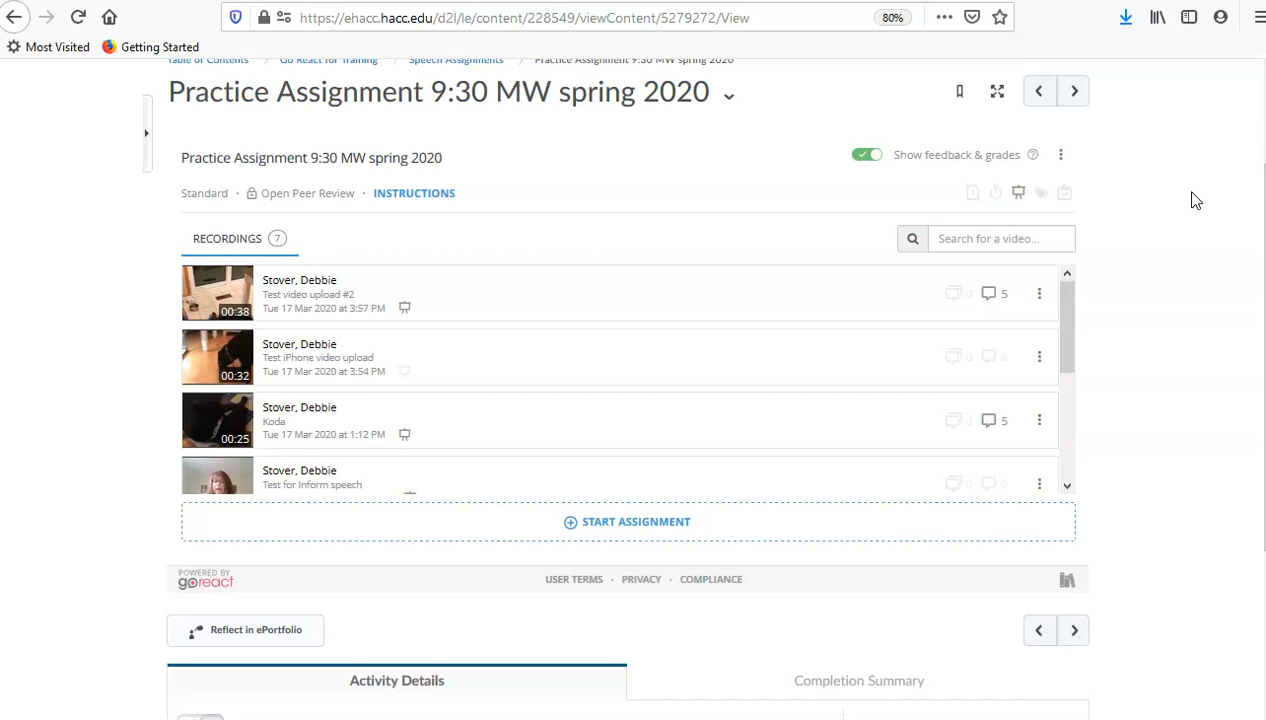 https://ehacc.hacc.edu/d2l/le/content/228549/viewContent/5279272/View
80%
Most Visited
Getting Started
Table of Contents
Go React for Training
Speech Assignments
Practice Assignment 9:30 MW spring 2020
Practice Assignment 9:30 MW spring 2020
Practice Assignment 9:30 MW spring 2020
Show feedback & grades
Standard · Open Peer Review · INSTRUCTIONS
RECORDINGS 7
Search for a video...
00:38
Stover, Debbie
Test video upload #2
Tue 17 Mar 2020 at 3:57 PM
0
5
00:32
Stover, Debbie
Test iPhone video upload
Tue 17 Mar 2020 at 3:54 PM
0
0
00:25
Stover, Debbie
Koda
Tue 17 Mar 2020 at 1:12 PM
0
5
Stover, Debbie
Test for Inform speech
0
0
START ASSIGNMENT
POWERED BY
goreact
USER TERMS · PRIVACY · COMPLIANCE
Reflect in ePortfolio
Activity Details
Completion Summary